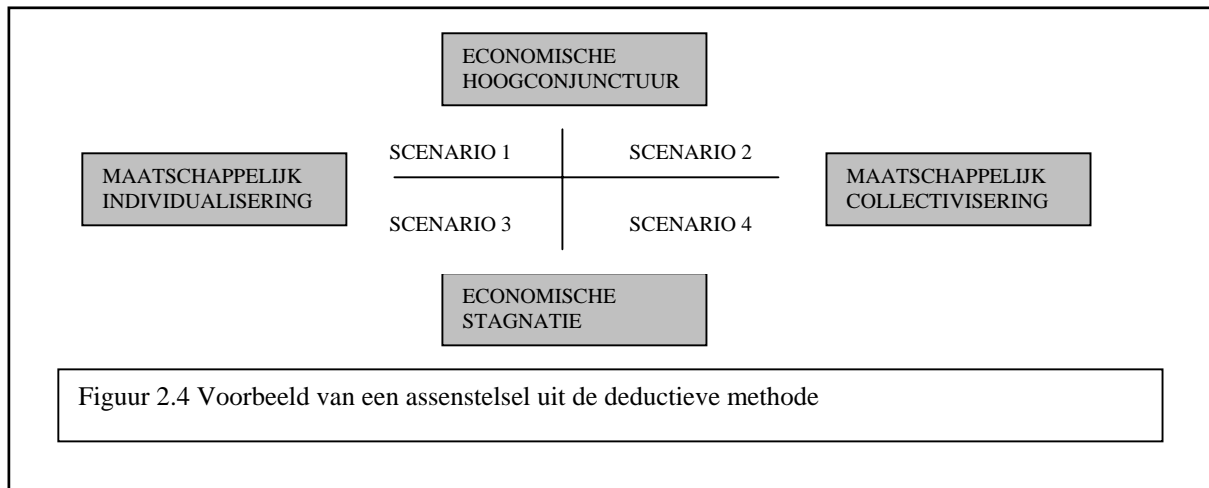 ECONOMISCHE
HOOGCONJUNCTUUR
SCENARIO 1 SCENARIO 2
MAATSCHAPPELIJK
INDIVIDUALISERING
MAATSCHAPPELIJK
COLLECTIVISERING
SCENARIO 3 SCENARIO 4
ECONOMISCHE
STAGNATIE
Figuur 2.4 Voorbeeld van een assenstelsel uit de deductieve methode